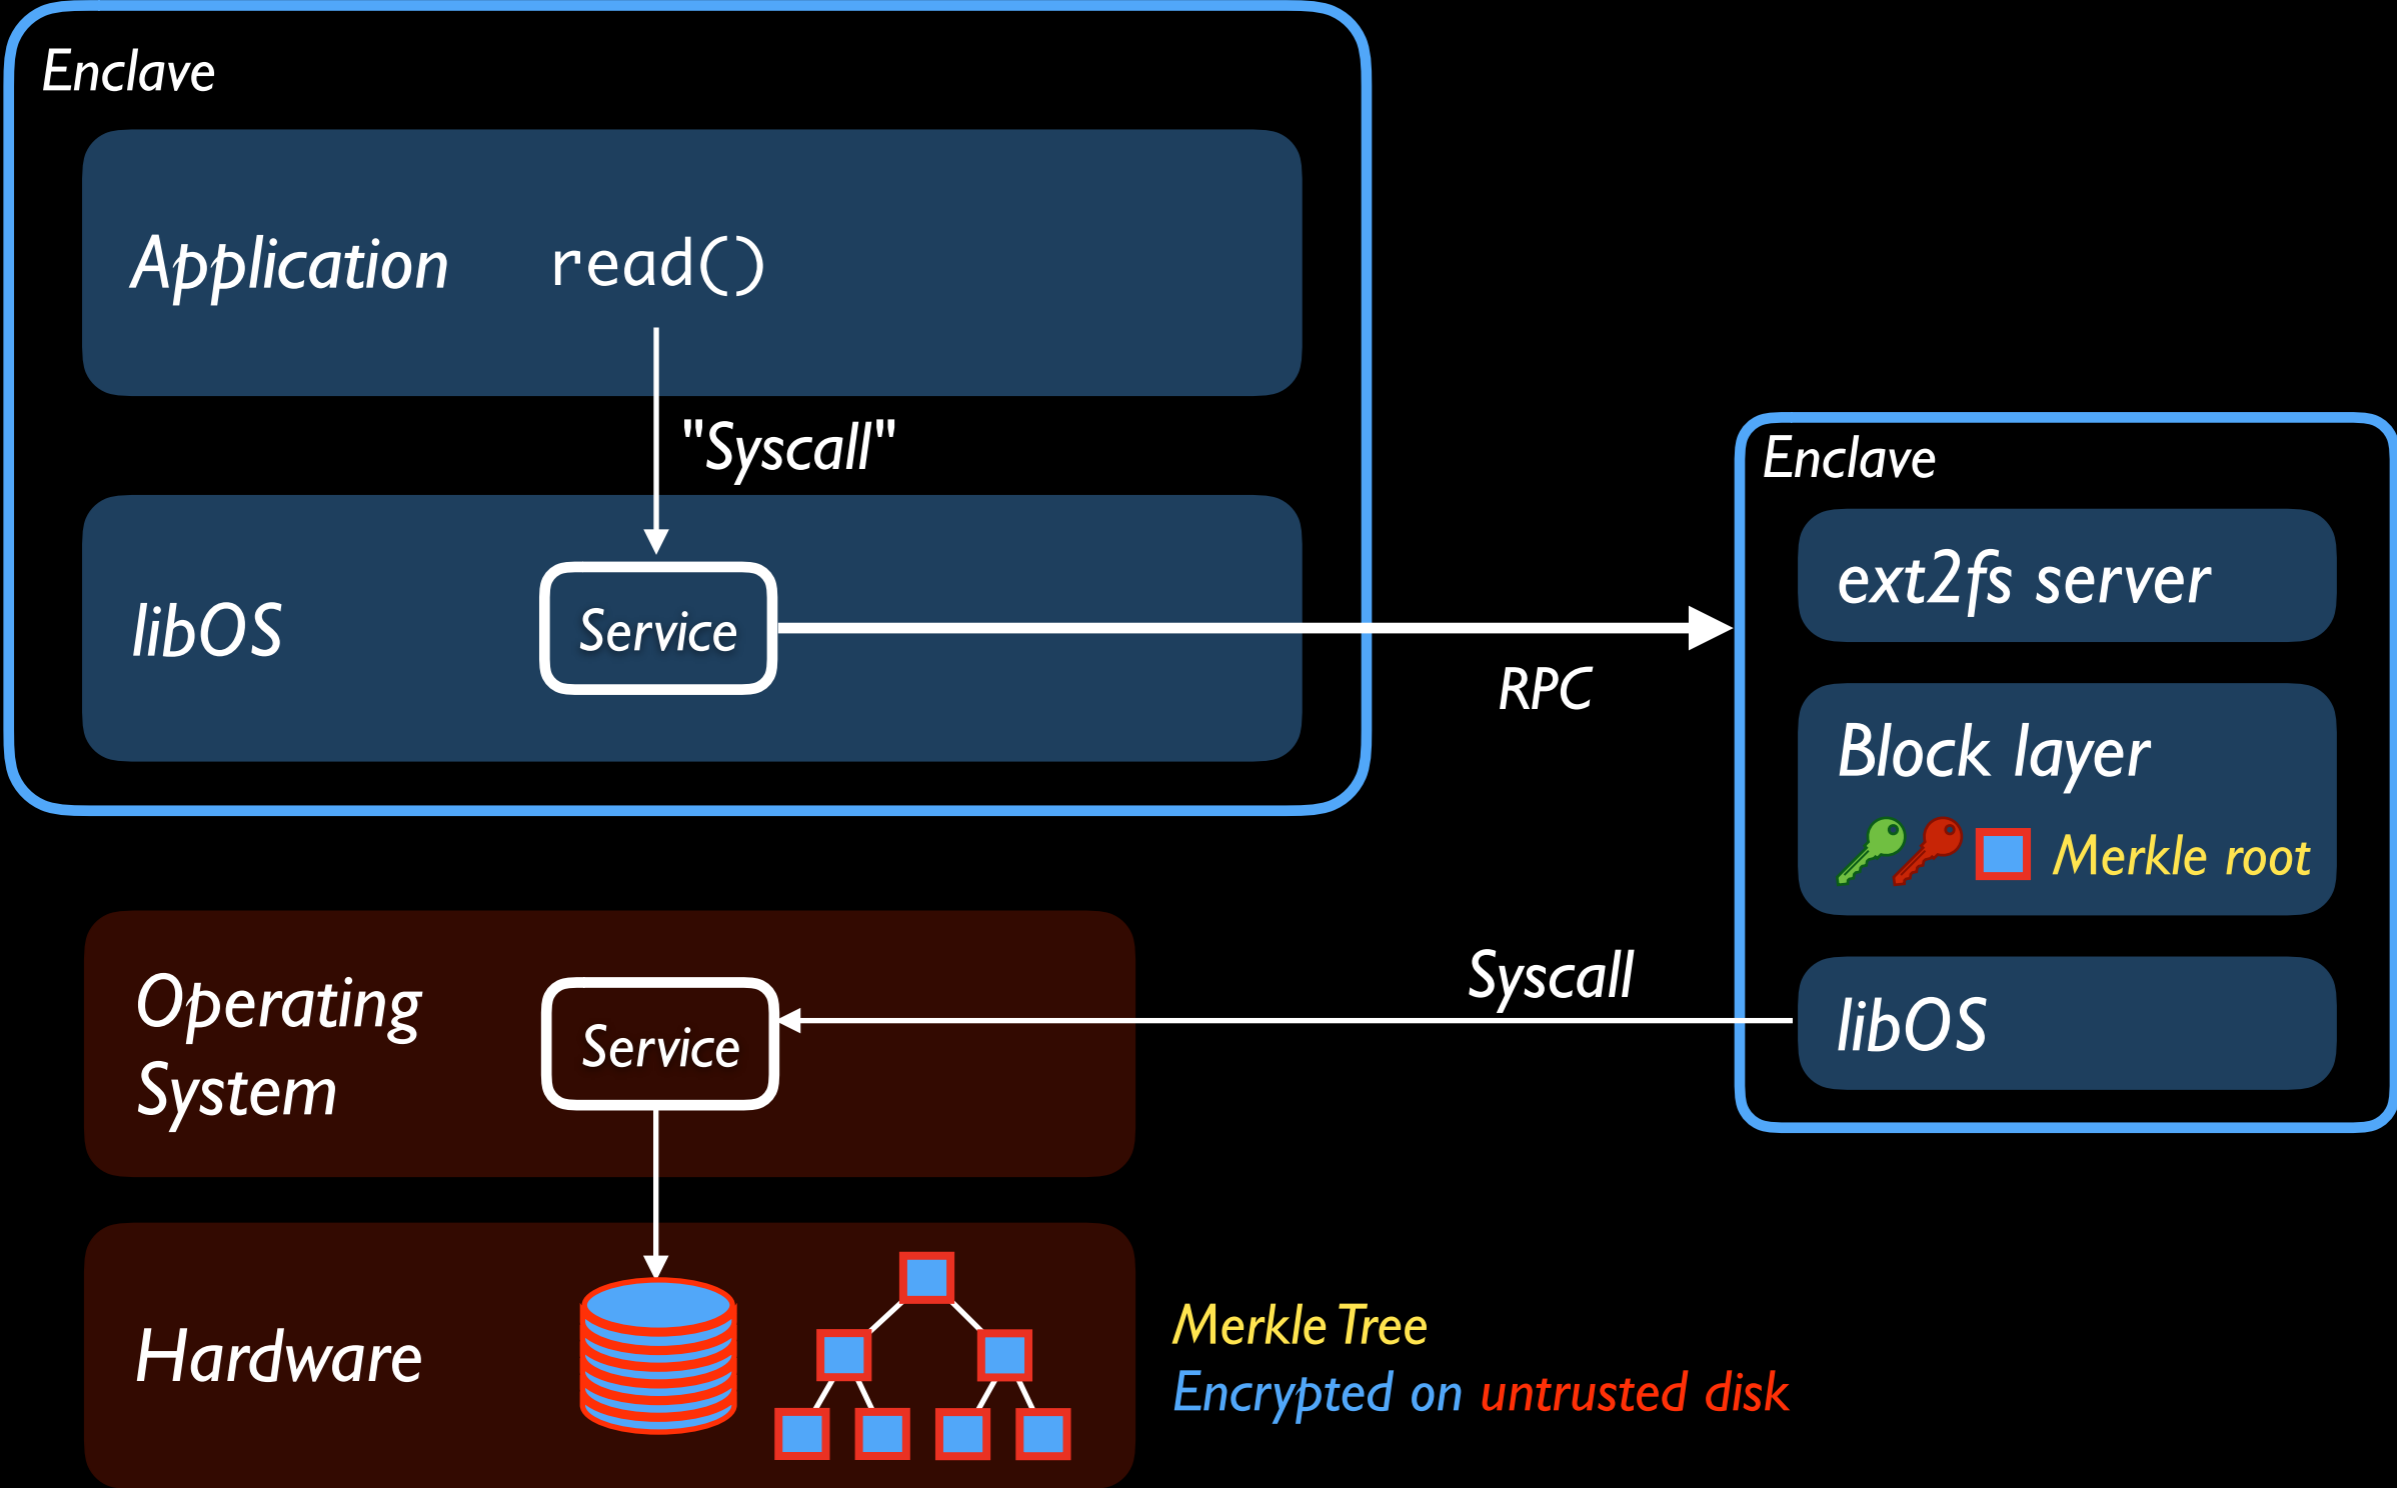 Enclave
Application read()
"Syscall"
libOS
Service
RPC
Enclave
ext2fs server
Block layer
Merkle root
libOS
Syscall
Operating
System
Service
Hardware
Merkle Tree
Encrypted on untrusted disk